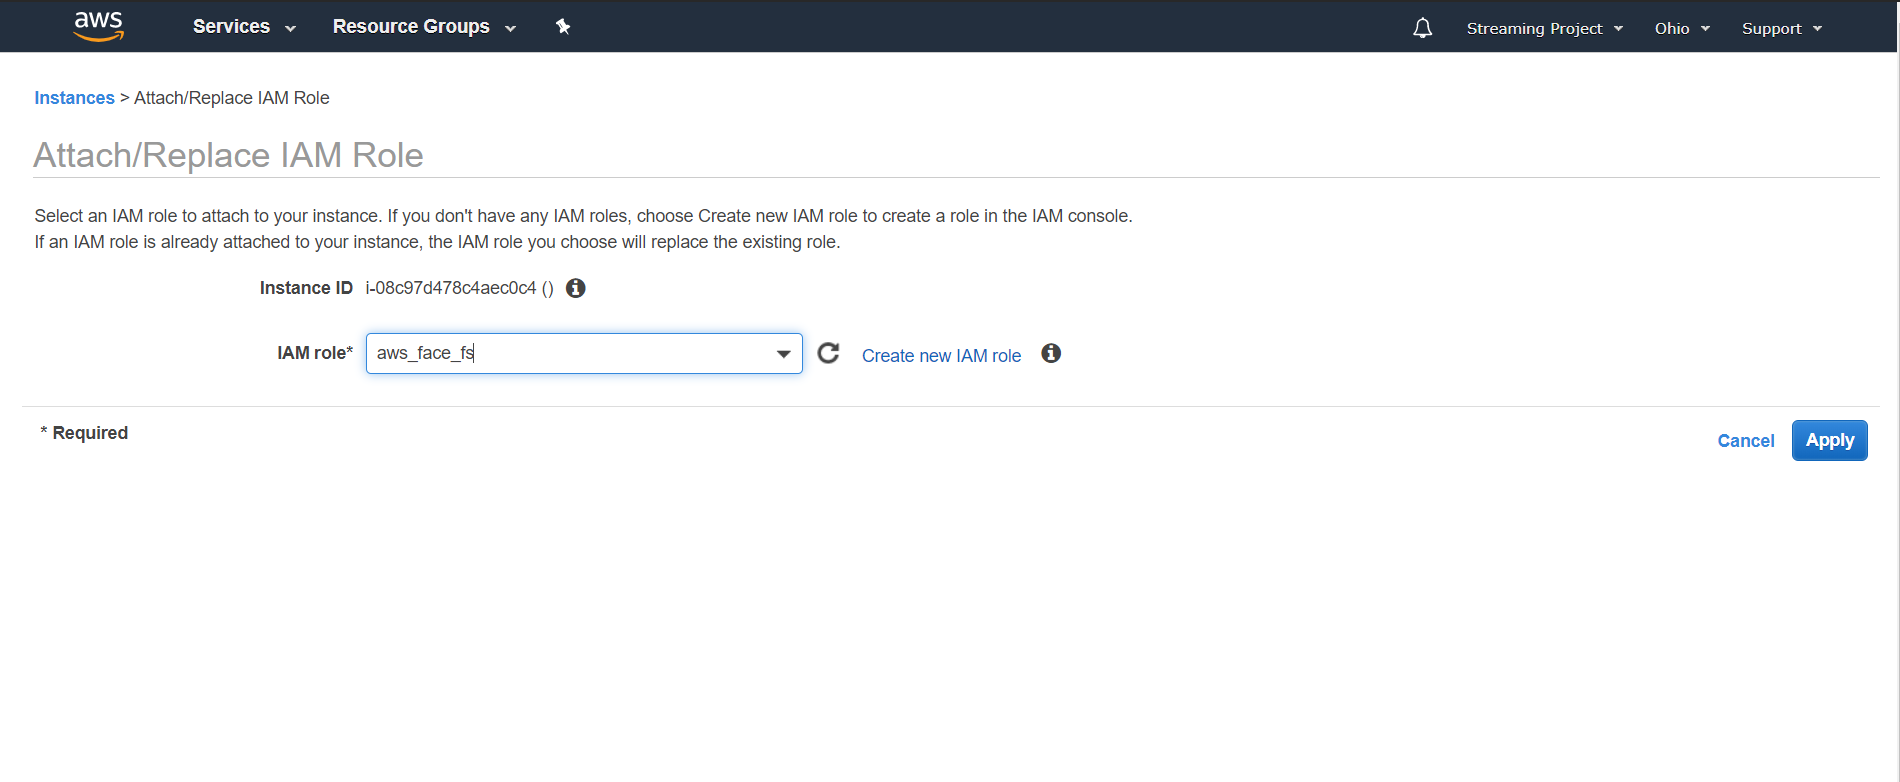 aws Services Resource Groups Streaming Project Ohio Support
Instances > Attach/Replace IAM Role
Attach/Replace IAM Role
Select an IAM role to attach to your instance. If you don't have any IAM roles, choose Create new IAM role to create a role in the IAM console.
If an IAM role is already attached to your instance, the IAM role you choose will replace the existing role.
Instance ID i-08c97d478c4aec0c4 ()
IAM role* aws_face_fs Create new IAM role
* Required
Cancel Apply